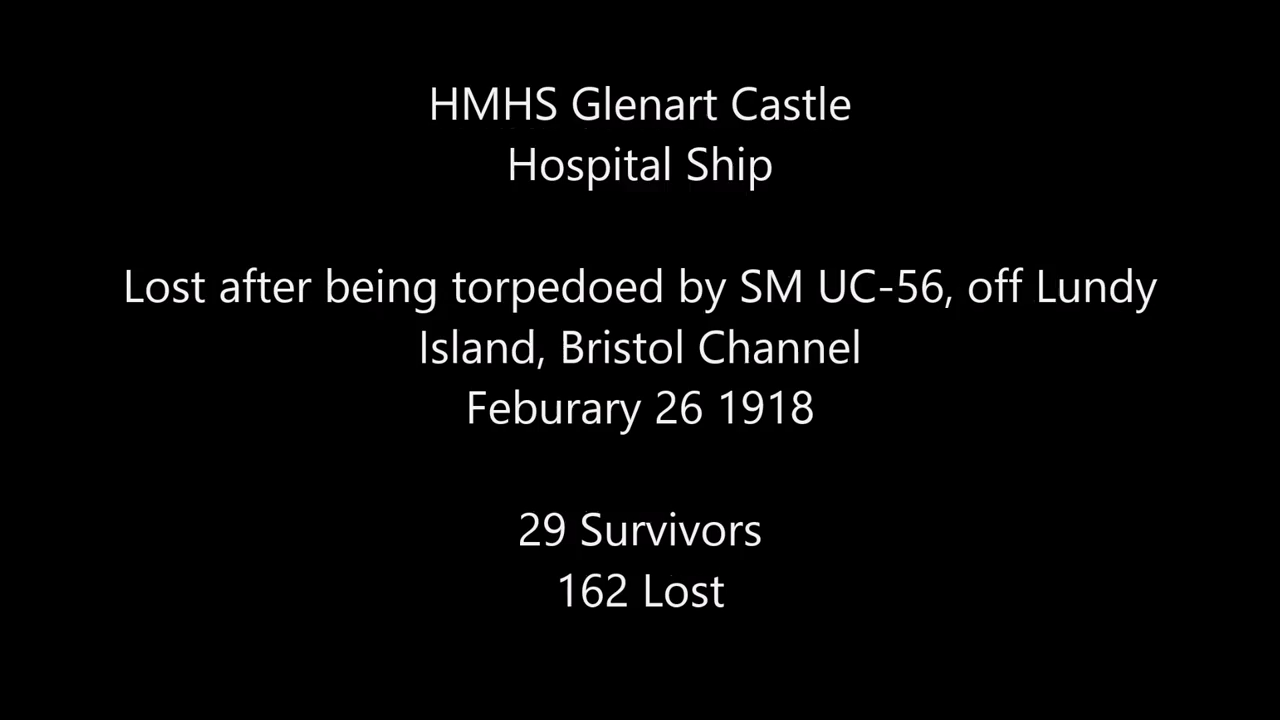 HMHS Glenart Castle
Hospital Ship
Lost after being torpedoed by SM UC-56, off Lundy
Island, Bristol Channel
Feburary 26 1918
29 Survivors
162 Lost